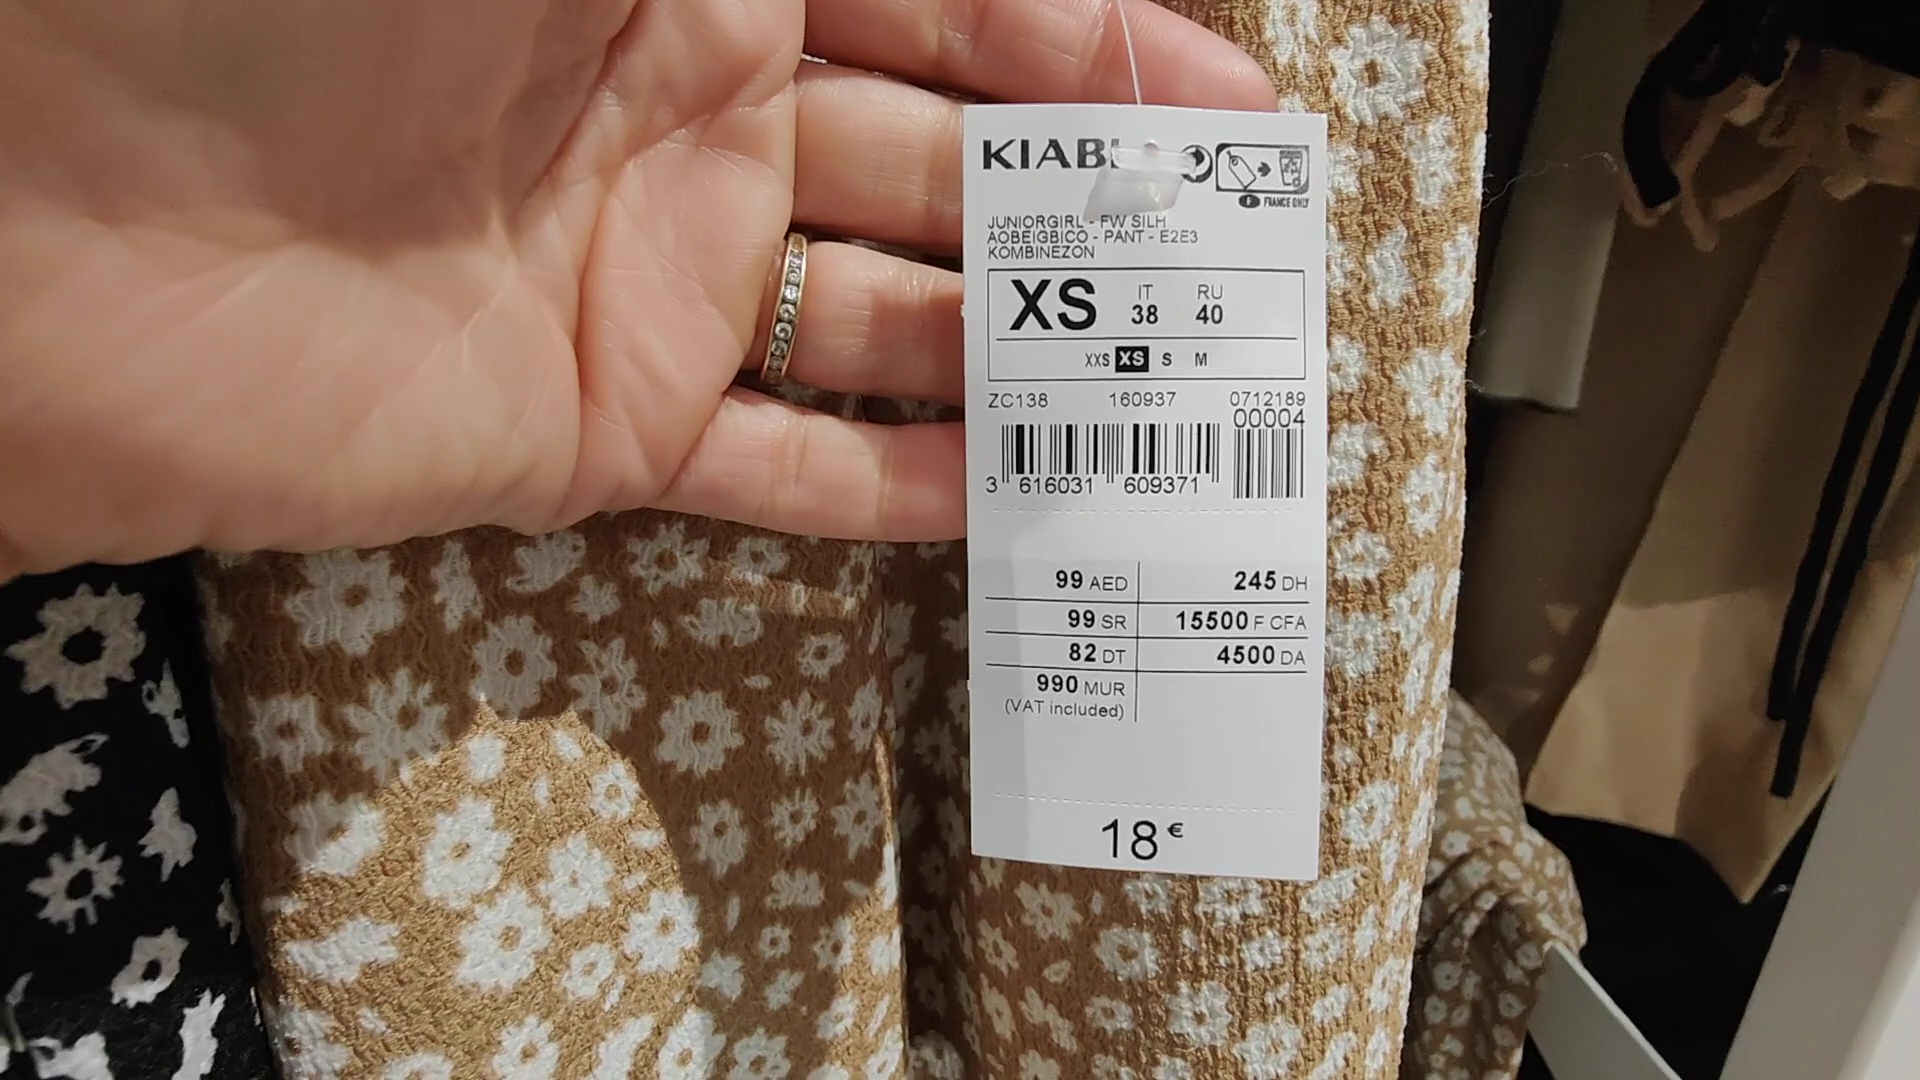 KIABI
FRANCE ONLY
JUNIORGIRL - FW SILH
AOBEIGBICO - PANT - E2E3
KOMBINEZON
XS IT 38 RU 40
XXS XS S M
ZC138 160937 0712189
00004
3 616031 609371
99 AED 245 DH
99 SR 15500 F CFA
82 DT 4500 DA
990 MUR
(VAT included)
18 €